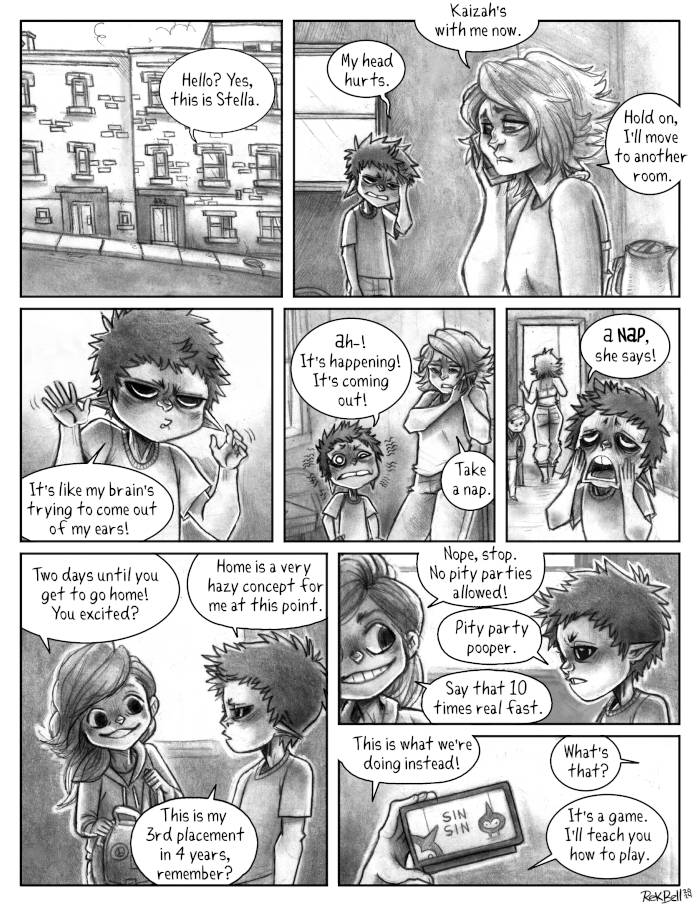 Hello? Yes,
this is Stella.
Kaizah's
with me now.
My head
hurts.
Hold on,
I'll move
to another
room.
It's like my brain's
trying to come out
of my ears!
ah-!
It's happening!
It's coming
out!
Take
a nap.
a NAP,
she says!
Two days until you
get to go home!
You excited?
Home is a very
hazy concept for
me at this point.
This is my
3rd placement
in 4 years,
remember?
Nope, stop.
No pity parties
allowed!
Pity party
pooper.
Say that 10
times real fast.
This is what we're
doing instead!
What's
that?
SIN
SIN
It's a game.
I'll teach you
how to play.
RekBell